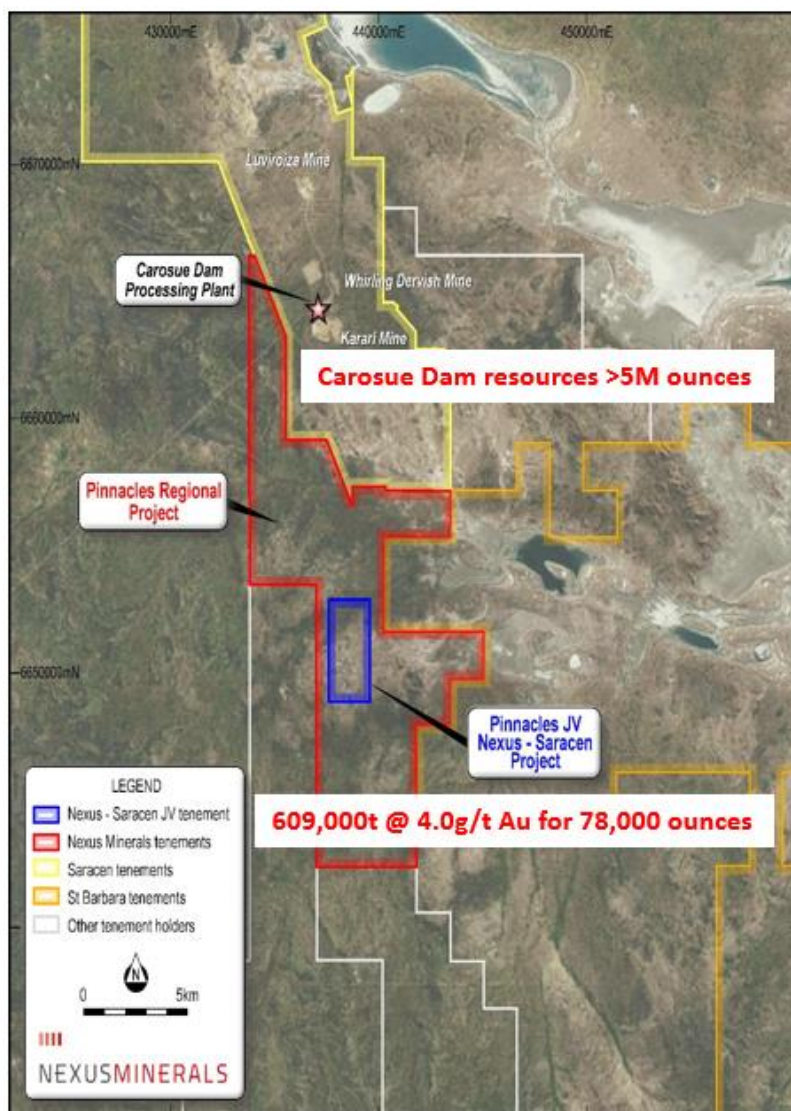 430000mE
440000mE
450000mE
6670000mN
Luviroiza Mine
Carosue Dam
Processing Plant
Whirling Dervish Mine
Karari Mine
Carosue Dam resources >5M ounces
6660000mN
Pinnacles Regional
Project
6650000mN
Pinnacles JV
Nexus - Saracen
Project
609,000t @ 4.0g/t Au for 78,000 ounces
LEGEND
Nexus - Saracen JV tenement
Nexus Minerals tenements
Saracen tenements
St Barbara tenements
Other tenement holders
N
0 5km
NEXUSMINERALS